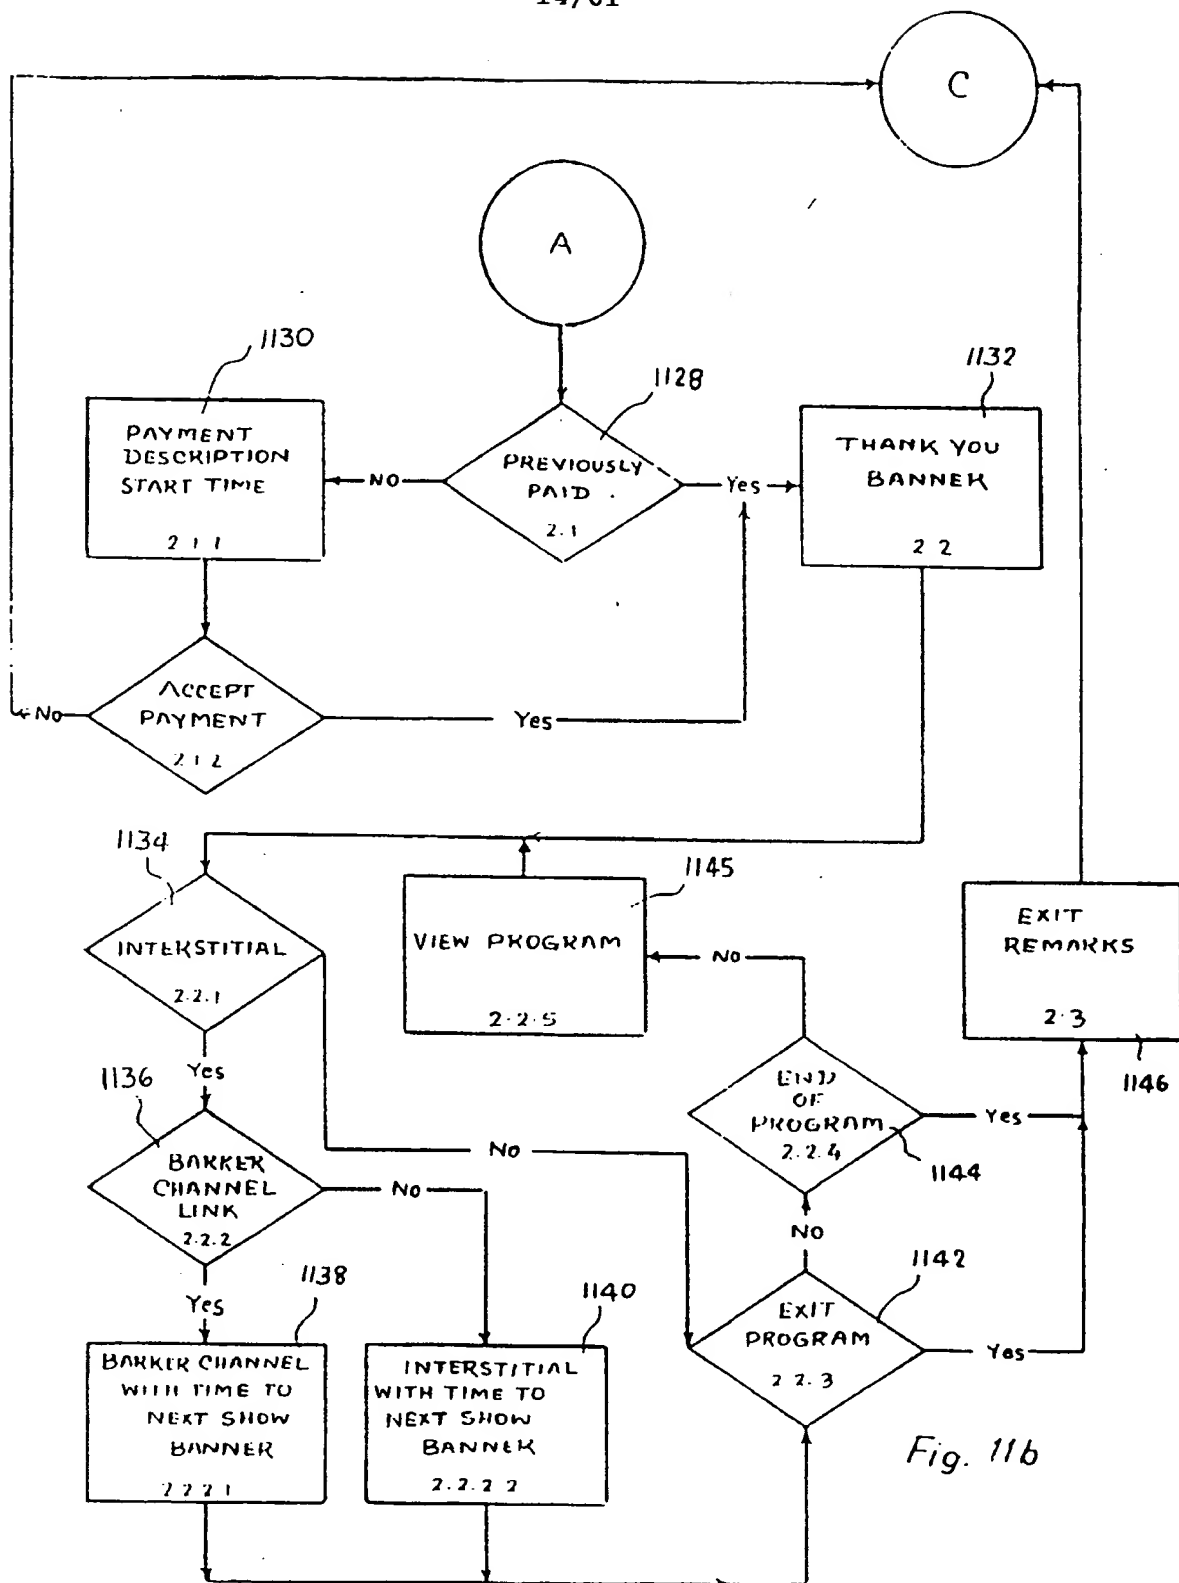 14/61
C
A
1130
1128
1132
PAYMENT
DESCRIPTION
START TIME
2 1 1
NO
PREVIOUSLY
PAID
2.1
Yes
THANK YOU
BANNER
2 2
ACCEPT
PAYMENT
2 1 2
No
Yes
1134
INTERSTITIAL
2.2.1
1145
VIEW PROGRAM
2.2.5
No
EXIT
REMARKS
2.3
1146
Yes
1136
BARKER
CHANNEL
LINK
2.2.2
No
No
END
OF
PROGRAM
2.2.4
Yes
1144
No
Yes
1138
BARKER CHANNEL
WITH TIME TO
NEXT SHOW
BANNER
2 2 2 1
1140
INTERSTITIAL
WITH TIME TO
NEXT SHOW
BANNER
2.2.2 2
1142
EXIT
PROGRAM
2 2.3
Yes
Fig. 11b